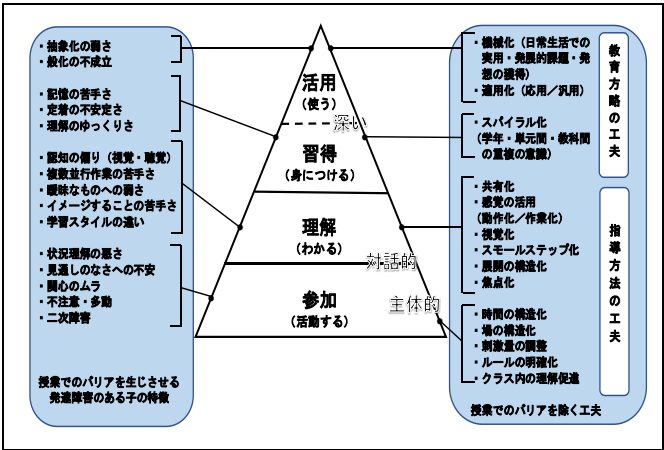 ・抽象化の弱さ
・般化の不成立
・記憶の苦手さ
・定着の不安定さ
・理解のゆっくりさ
・認知の偏り（視覚・聴覚）
・複数並行作業の苦手さ
・曖昧なものへの弱さ
・イメージすることの苦手さ
・学習スタイルの違い
・状況理解の悪さ
・見通しのなさへの不安
・関心のムラ
・不注意・多動
・二次障害
授業でのバリアを生じさせる
発達障害のある子の特徴
活用
（使う）
深い
習得
（身につける）
理解
（わかる）
対話的
主体的
参加
（活動する）
・機械化（日常生活での
実用・発展的課題・発
想の獲得）
・適用化（応用／汎用）
・スパイラル化
（学年・単元間・教科間
の重複の意識）
・共有化
・感覚の活用
（動作化／作業化）
・視覚化
・スモールステップ化
・展開の構造化
・焦点化
・時間の構造化
・場の構造化
・刺激量の調整
・ルールの明確化
・クラス内の理解促進
授業でのバリアを除く工夫
教育方略の工夫
指導方法の工夫